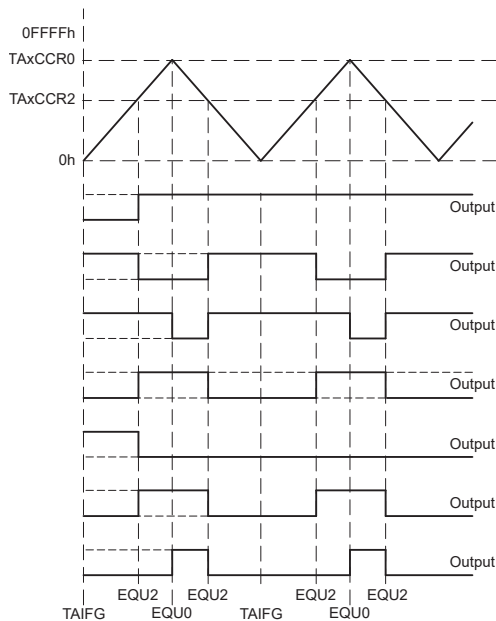 0FFFFh
TAxCCR0
TAxCCR2
0h
Output
Output
Output
Output
Output
Output
Output
EQU2 EQU2 EQU2 EQU2
TAIFG EQU0 TAIFG EQU0